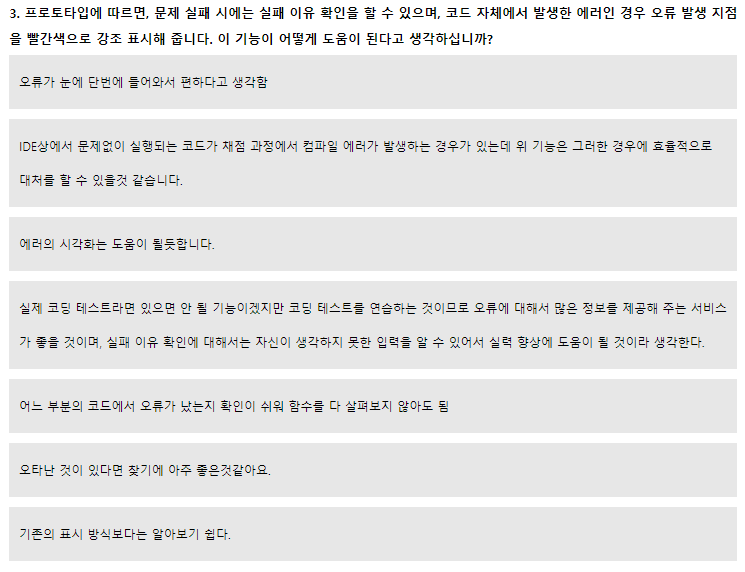 3. 프로토타입에 따르면, 문제 실패 시에는 실패 이유 확인을 할 수 있으며, 코드 자체에서 발생한 에러인 경우 오류 발생 지점
을 빨간색으로 강조 표시해 줍니다. 이 기능이 어떻게 도움이 된다고 생각하십니까?
오류가 눈에 단번에 들어와서 편하다고 생각함
IDE상에서 문제없이 실행되는 코드가 채점 과정에서 컴파일 에러가 발생하는 경우가 있는데 위 기능은 그러한 경우에 효율적으로
대처를 할 수 있을것 같습니다.
에러의 시각화는 도움이 될듯합니다.
실제 코딩 테스트라면 있으면 안 될 기능이겠지만 코딩 테스트를 연습하는 것이므로 오류에 대해서 많은 정보를 제공해 주는 서비스
가 좋을 것이며, 실패 이유 확인에 대해서는 자신이 생각하지 못한 입력을 알 수 있어서 실력 향상에 도움이 될 것이라 생각한다.
어느 부분의 코드에서 오류가 났는지 확인이 쉬워 함수를 다 살펴보지 않아도 됨
오타난 것이 있다면 찾기에 아주 좋은것같아요.
기존의 표시 방식보다는 알아보기 쉽다.